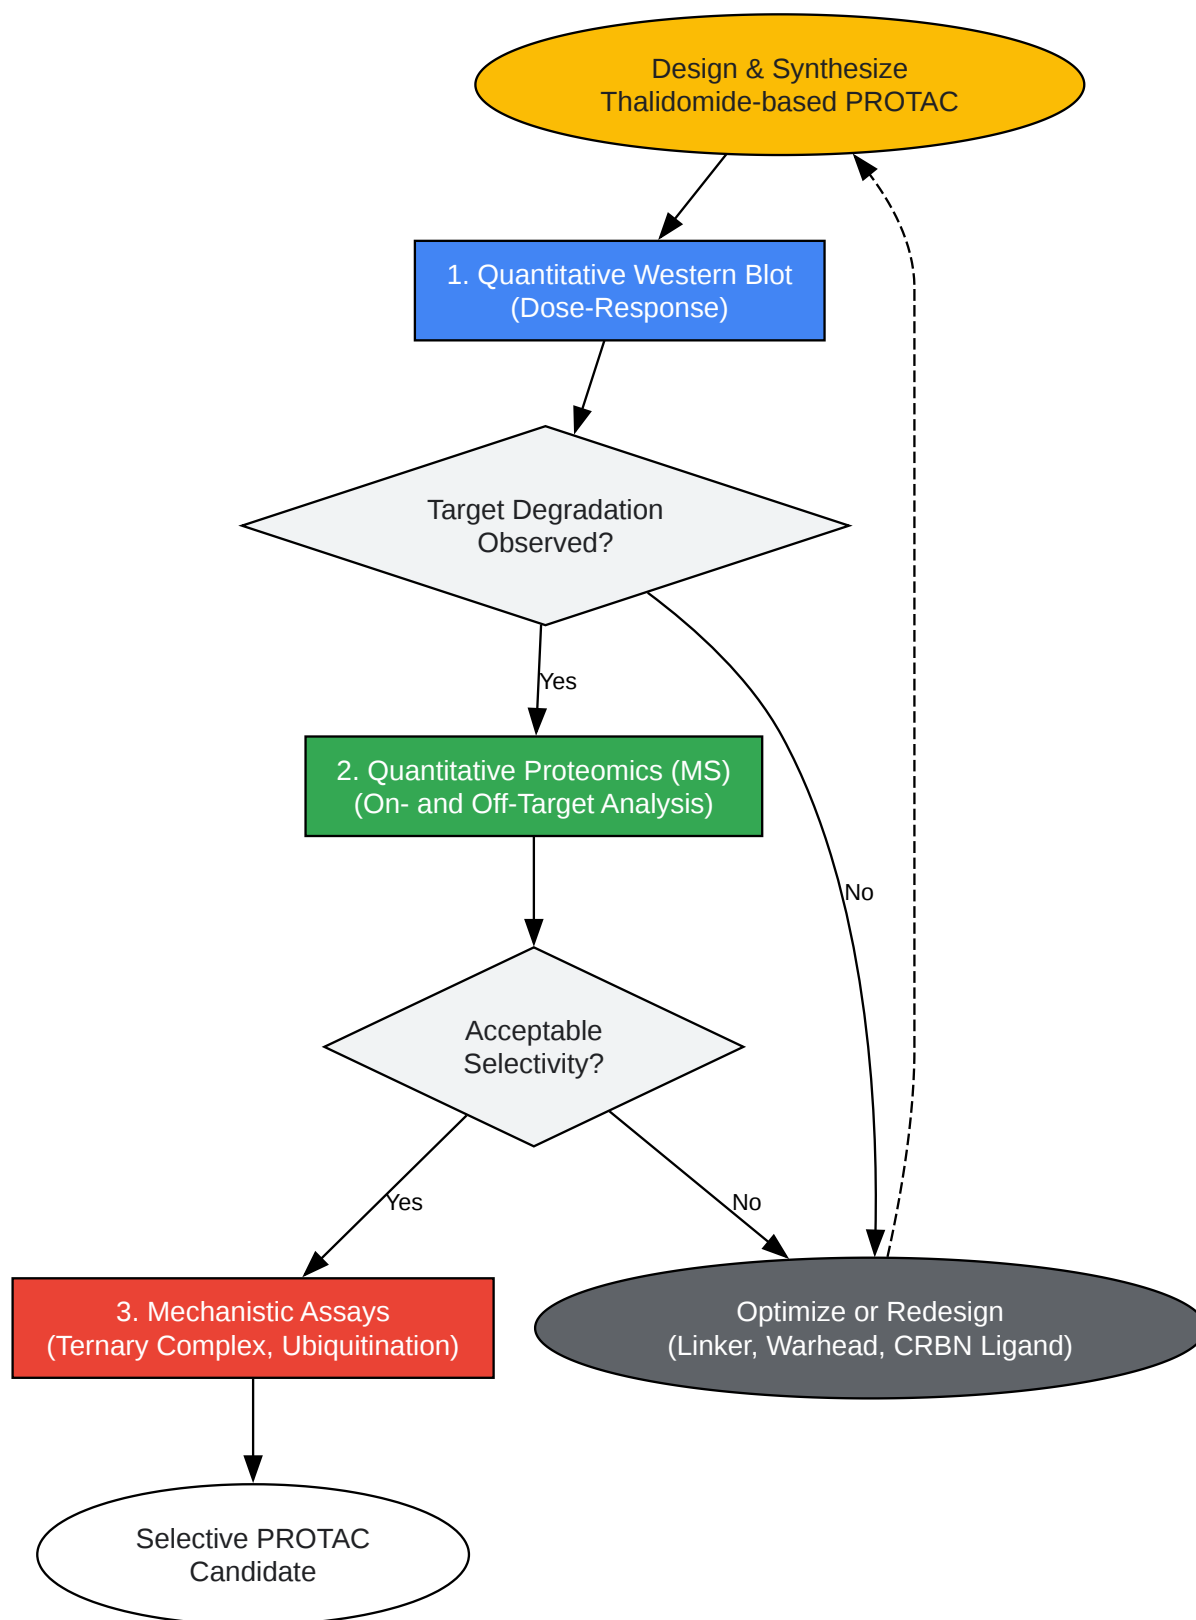 Design & Synthesize
Thalidomide-based PROTAC
1. Quantitative Western Blot
(Dose-Response)
Target Degradation
Observed?
Yes
2. Quantitative Proteomics (MS)
(On- and Off-Target Analysis)
No
Acceptable
Selectivity?
Yes
No
3. Mechanistic Assays
(Ternary Complex, Ubiquitination)
Optimize or Redesign
(Linker, Warhead, CRBN Ligand)
Selective PROTAC
Candidate